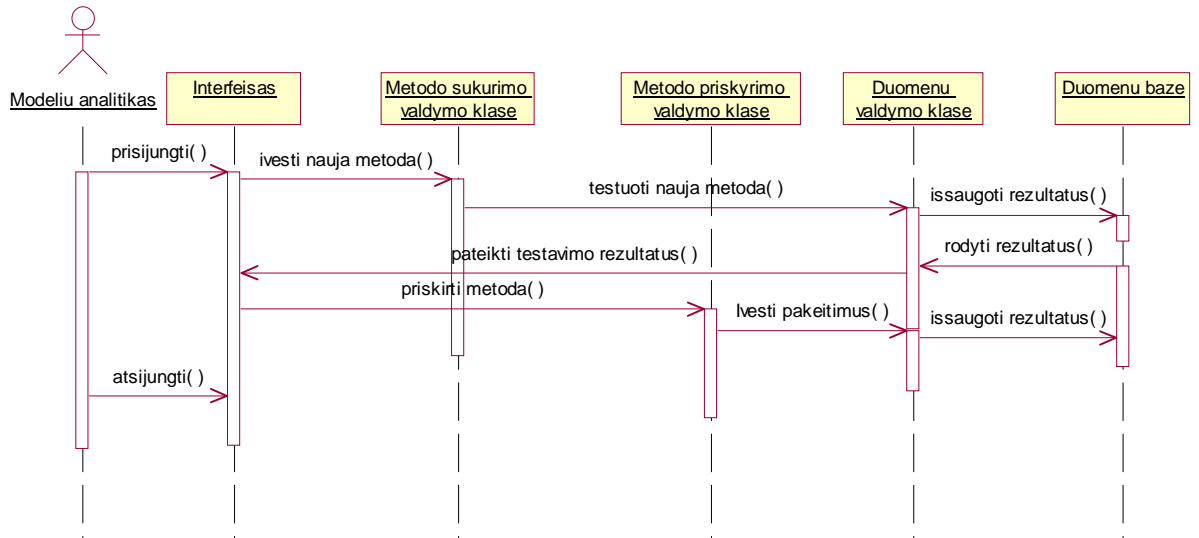 Modeliu analitikas
Interfeisas
Metodo sukurimo
valdymo klase
Metodo priskyrimo
valdymo klase
Duomenu
valdymo klase
Duomenu baze
prisijungti( )
ivesti nauja metoda( )
testuoti nauja metoda( )
issaugoti rezultatus( )
rodyti rezultatus( )
pateikti testavimo rezultatus( )
priskirti metoda( )
Ivesti pakeitimus( )
issaugoti rezultatus( )
atsijungti( )